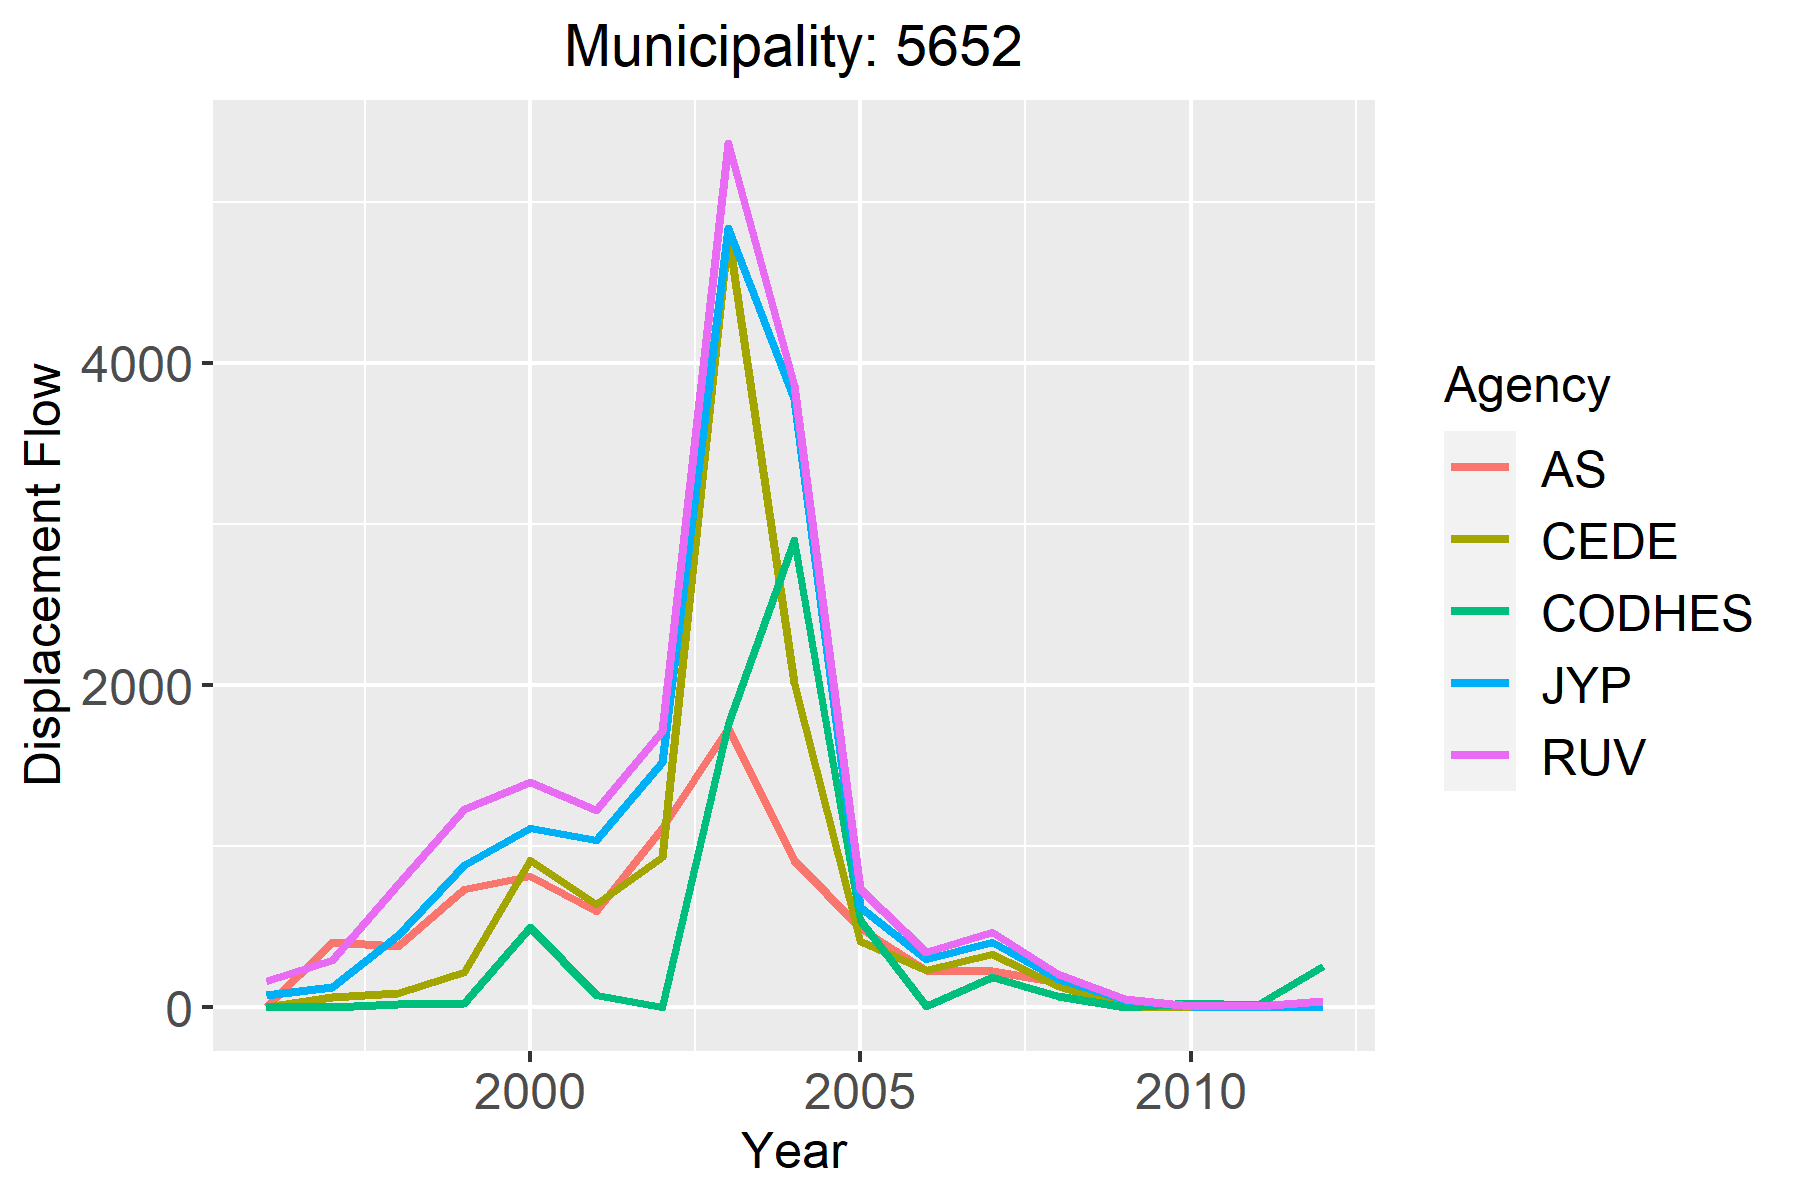 Municipality: 5652
Displacement Flow
4000
2000
0
2000
2005
2010
Year
Agency
AS
CEDE
CODHES
JYP
RUV